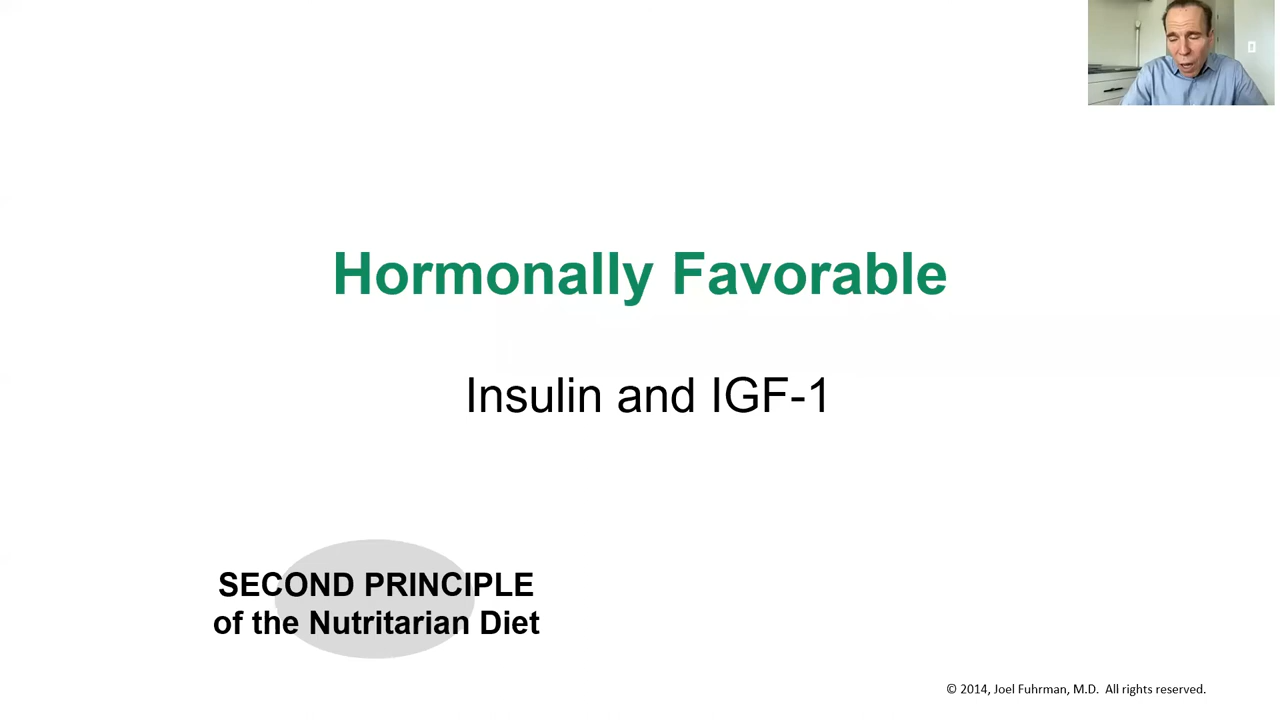 Hormonally Favorable
Insulin and IGF-1
SECOND PRINCIPLE
of the Nutritarian Diet
© 2014, Joel Fuhrman, M.D. All rights reserved.